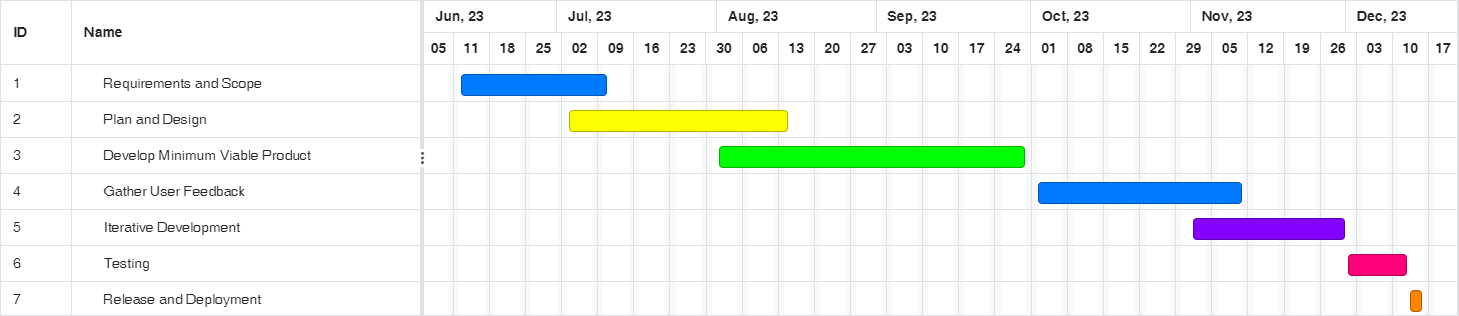 ID Name Jun, 23 Jul, 23 Aug, 23 Sep, 23 Oct, 23 Nov, 23 Dec, 23
05 11 18 25 02 09 16 23 30 06 13 20 27 03 10 17 24 01 08 15 22 29 05 12 19 26 03 10 17
1 Requirements and Scope
2 Plan and Design
3 Develop Minimum Viable Product
4 Gather User Feedback
5 Iterative Development
6 Testing
7 Release and Deployment